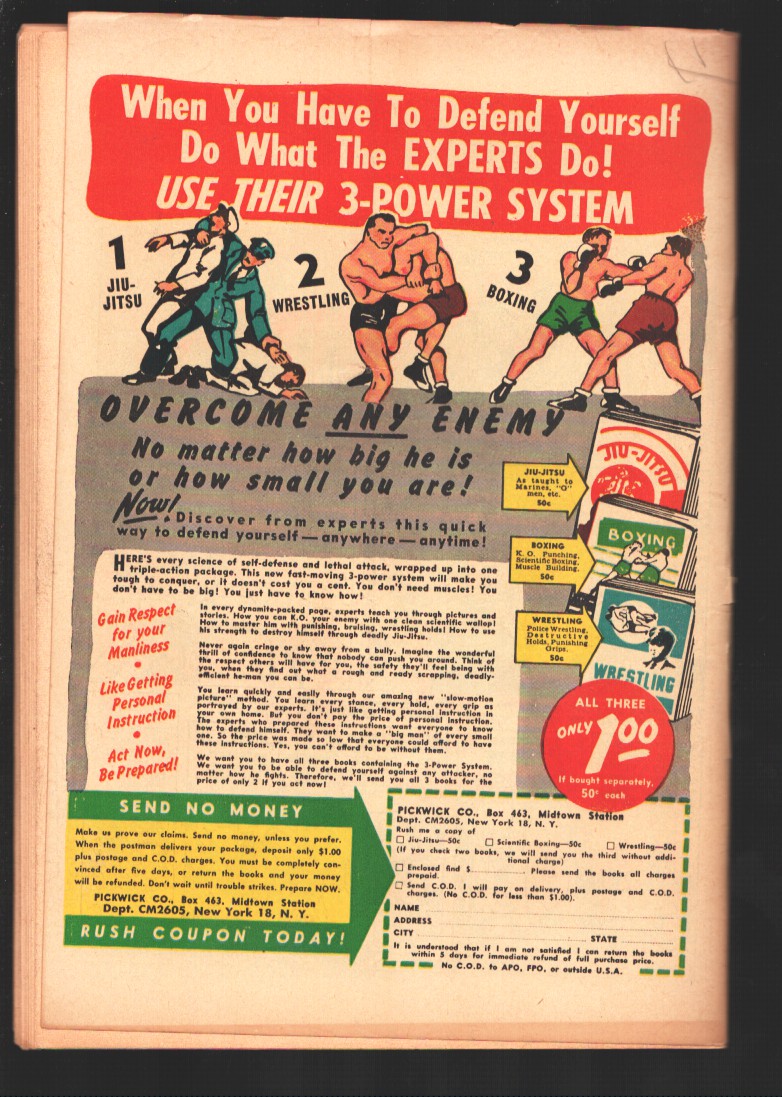 When You Have To Defend Yourself
Do What The EXPERTS Do!
USE THEIR 3-POWER SYSTEM
1
JIU-
JITSU
2
WRESTLING
3
BOXING
OVERCOME ANY ENEMY
No matter how big he is
or how small you are!
Now!
Discover from experts this quick
way to defend yourself — anywhere — anytime!
JIU-JITSU
As taught to
Marines, "O"
men, etc.
50c
BOXING
K. O. Punching,
Scientific Boxing,
Muscle Building.
50c
WRESTLING
Police Wrestling,
Destructive
Holds, Punishing
Grips.
50c
JIU-JITSU
BOXING
WRESTLING
HERE'S every science of self-defense and lethal attack, wrapped up into one
triple-action package. This new fast-moving 3-power system will make you
tough to conquer, or it doesn't cost you a cent. You don't need muscles! You
don't have to be big! You just have to know how!
Gain Respect
for your
Manliness
•
Like Getting
Personal
Instruction
•
Act Now,
Be Prepared!
In every dynamite-packed page, experts teach you through pictures and
stories. How you can K.O. your enemy with one clean scientific wallop!
How to master him with punishing, bruising, wrestling holds! How to use
his strength to destroy himself through deadly Jiu-Jitsu.
Never again cringe or shy away from a bully. Imagine the wonderful
thrill of confidence to know that nobody can push you around. Think of
the respect others will have for you, the safety they'll feel being with
you, when they find out what a rough and ready scrapping, deadly-
efficient he-man you can be.
You learn quickly and easily through our amazing new "slow-motion
picture" method. You learn every stance, every hold, every grip as
portrayed by our experts. It's just like getting personal instruction in
your own home. But you don't pay the price of personal instruction.
The experts who prepared these instructions want everyone to know
how to defend himself. They want to make a "big man" of every small
one. So the price was made so low that everyone could afford to have
these instructions. Yes, you can't afford to be without them.
We want you to have all three books containing the 3-Power System.
We want you to be able to defend yourself against any attacker, no
matter how he fights. Therefore, we'll send you all 3 books for the
price of only 2 if you act now!
ALL THREE
ONLY 1 00
If bought separately,
50c each
SEND NO MONEY
Make us prove our claims. Send no money, unless you prefer.
When the postman delivers your package, deposit only $1.00
plus postage and C.O.D. charges. You must be completely con-
vinced after five days, or return the books and your money
will be refunded. Don't wait until trouble strikes. Prepare NOW.
PICKWICK CO., Box 463, Midtown Station
Dept. CM2605, New York 18, N. Y.
RUSH COUPON TODAY!
PICKWICK CO., Box 463, Midtown Station
Dept. CM2605, New York 18, N. Y.
Rush me a copy of
☐ Jiu-Jitsu—50c ☐ Scientific Boxing—50c ☐ Wrestling—50c
(If you check two books, we will send you the third without addi-
tional charge)
☐ Enclosed find $............ Please send the books all charges
prepaid.
☐ Send C.O.D. I will pay on delivery, plus postage and C.O.D.
charges. (No C.O.D. for less than $1.00).
NAME
ADDRESS
CITY STATE
It is understood that if I am not satisfied I can return the books
within 5 days for immediate refund of full purchase price.
No C.O.D. to APO, FPO, or outside U.S.A.